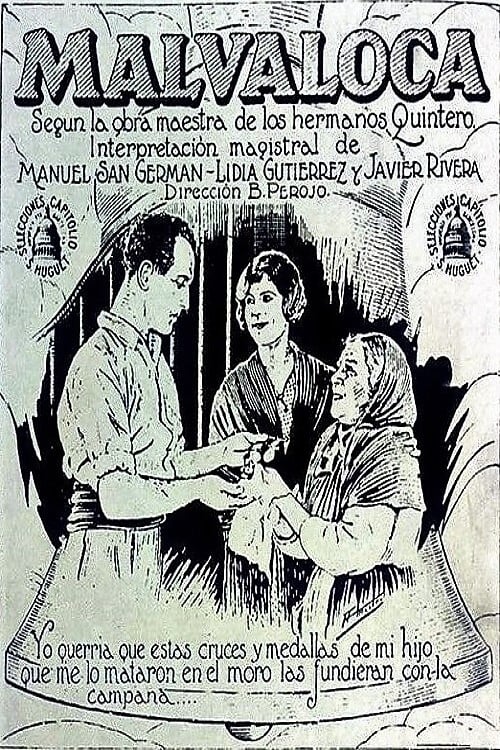 MALVALOCA
Segun la obra maestra de los hermanos Quintero.
Interpretación magistral de
MANUEL SAN GERMAN - LIDIA GUTIERREZ y JAVIER RIVERA
Dirección B. PEROJO.
SELECCIONES CAPITOLIO
S. HUGUET
SELECCIONES CAPITOLIO
S. HUGUET
Yo querria que estas cruces y medallas de mi hijo
que me lo mataron en el moro las fundieran con la
campana.....